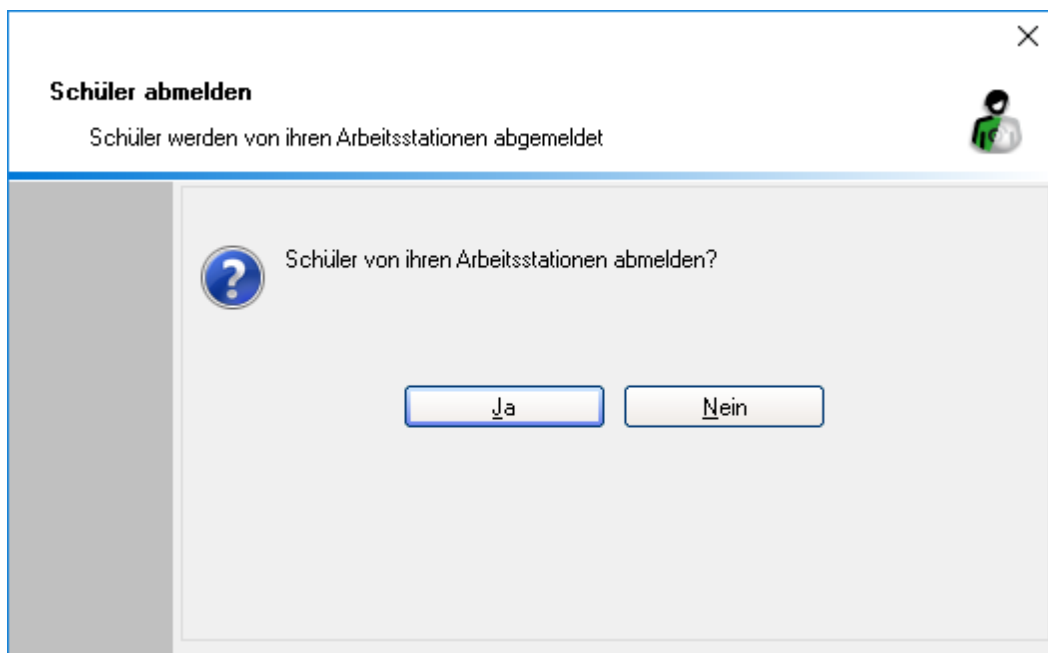 Schüler abmelden
Schüler werden von ihren Arbeitsstationen abgemeldet
Schüler von ihren Arbeitsstationen abmelden?
Ja
Nein